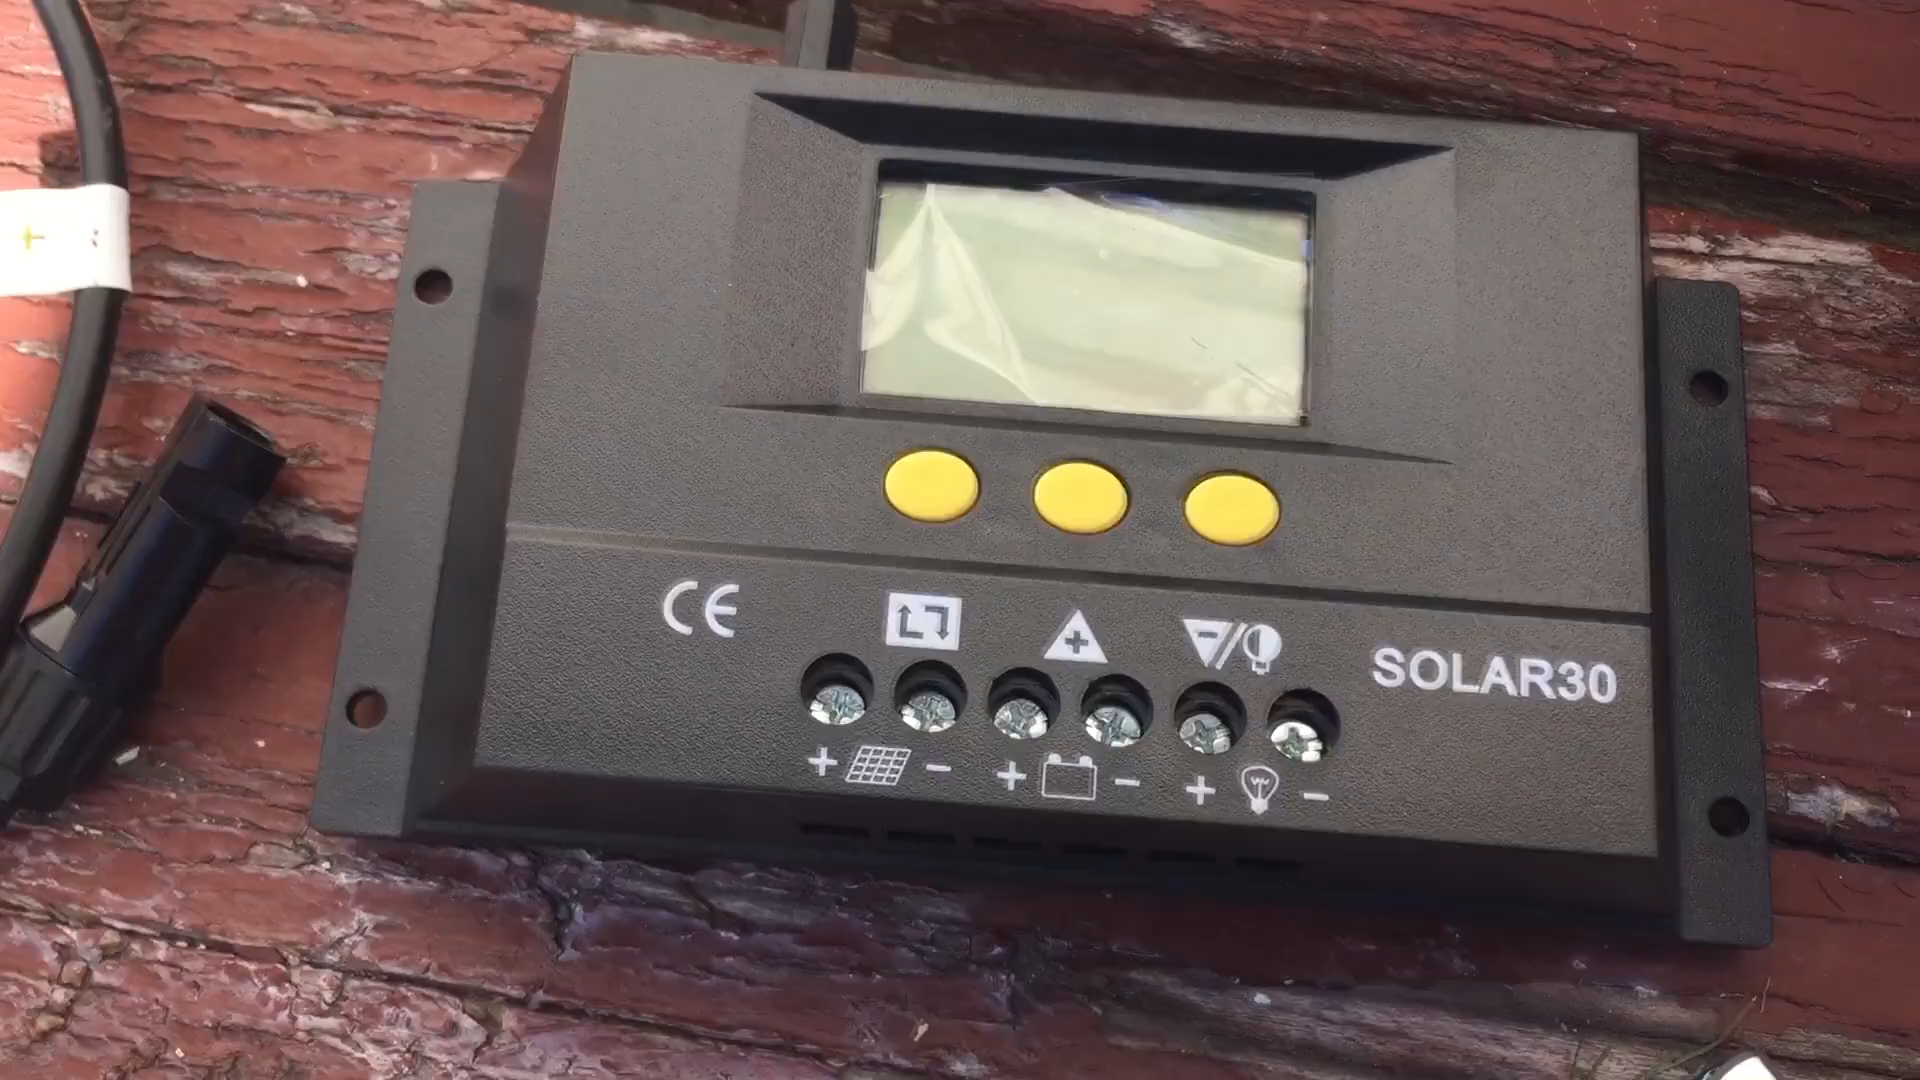 CE
SOLAR30
+ - + - + -